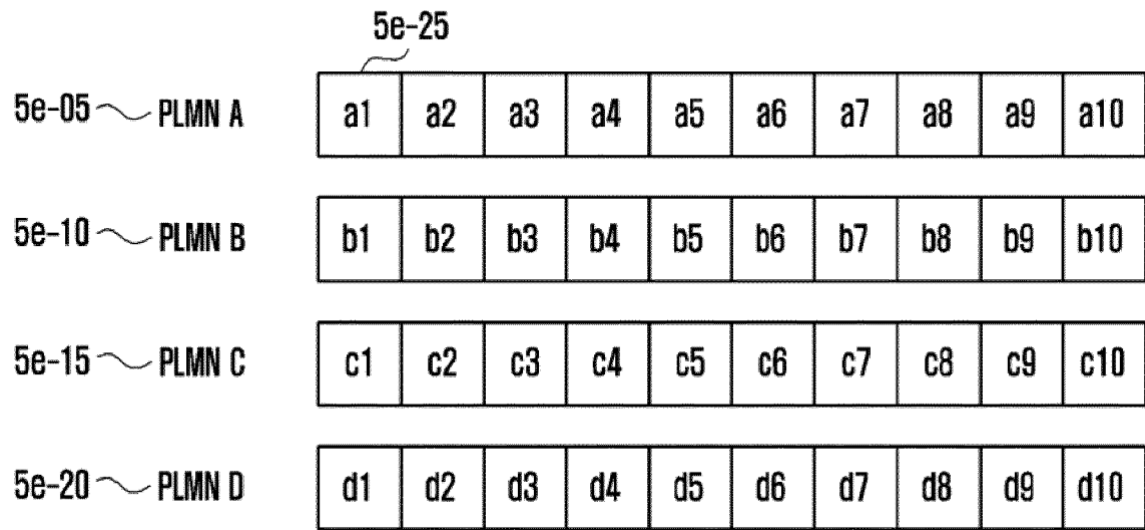 5e-25
5e-05 PLMN A a1 a2 a3 a4 a5 a6 a7 a8 a9 a10
5e-10 PLMN B b1 b2 b3 b4 b5 b6 b7 b8 b9 b10
5e-15 PLMN C c1 c2 c3 c4 c5 c6 c7 c8 c9 c10
5e-20 PLMN D d1 d2 d3 d4 d5 d6 d7 d8 d9 d10